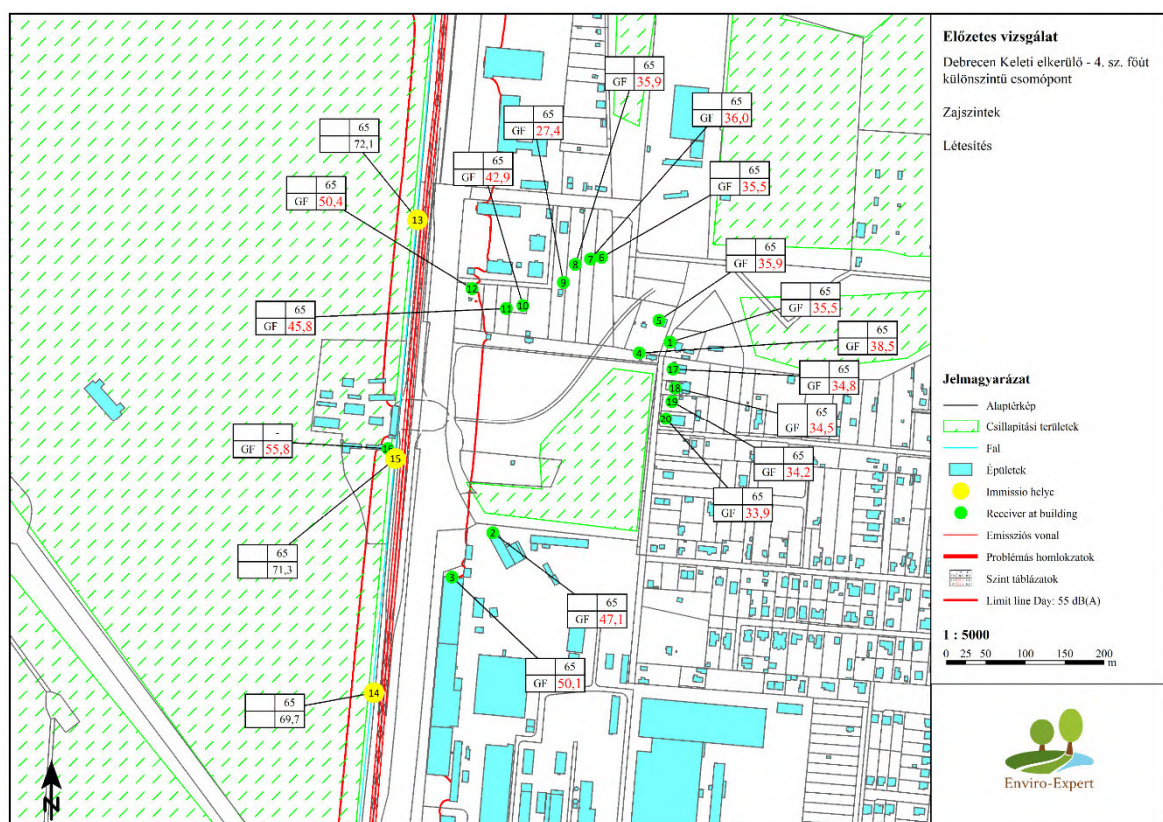 65
GF 35,9
65
GF 36,0
65
GF 27,4
65
72,1
65
GF 42,9
65
GF 35,5
65
GF 50,4
13
7 6
8
9
65
GF 35,9
12
11 10
65
GF 45,8
65
GF 35,5
5
1
4
65
GF 38,5
17
18
19
20
65
GF 34,8
65
GF 34,5
-
GF 55,8
16
15
65
GF 34,2
65
GF 33,9
2
65
71,3
3
65
GF 47,1
65
GF 50,1
14
65
69,7
N
Előzetes vizsgálat
Debrecen Keleti elkerülő - 4. sz. főút
különszintű csomópont
Zajszintek
Létesítés
Jelmagyarázat
Alaptérkép
Csillapítási területek
Fal
Épületek
Immissio helye
Receiver at building
Emissziós vonal
Problémás homlokzatok
Szint táblázatok
Limit line Day: 55 dB(A)
1 : 5000
0 25 50 100 150 200
m
Enviro-Expert